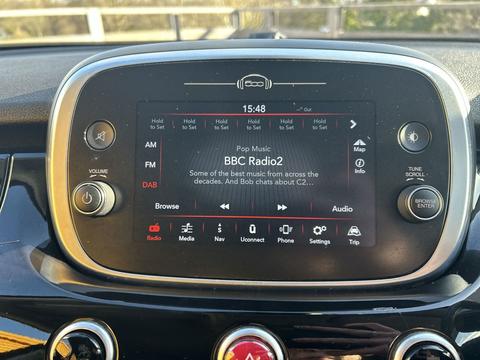 500
15:48
Out
Hold to Set Hold to Set Hold to Set Hold to Set Hold to Set Hold to Set
AM
FM
DAB
Pop Music
BBC Radio2
Some of the best music from across the
decades. And Bob chats about C2...
Map
Info
VOLUME
TUNE
SCROLL
BROWSE
ENTER
Browse
Audio
Radio Media Nav Uconnect Phone Settings Trip